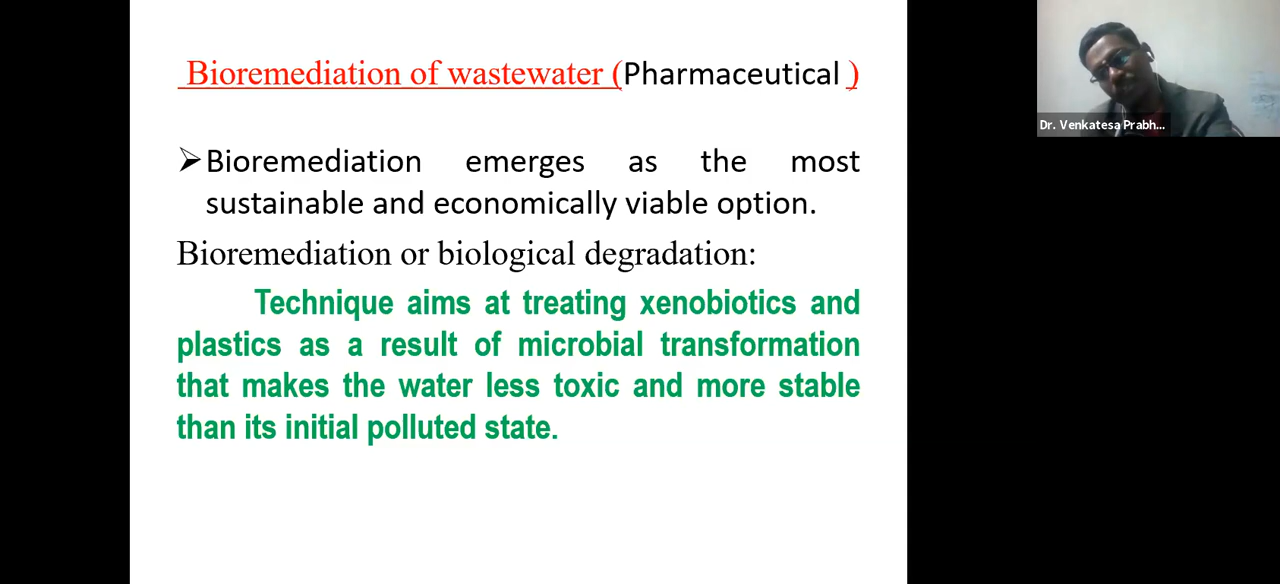 Bioremediation of wastewater (Pharmaceutical )
➢Bioremediation emerges as the most
sustainable and economically viable option.
Bioremediation or biological degradation:
Technique aims at treating xenobiotics and
plastics as a result of microbial transformation
that makes the water less toxic and more stable
than its initial polluted state.
Dr. Venkatesa Prabh...